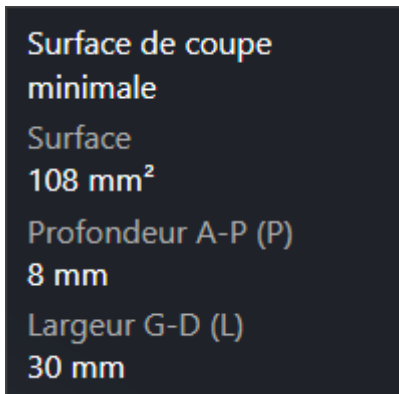 Surface de coupe
minimale
Surface
108 mm²
Profondeur A-P (P)
8 mm
Largeur G-D (L)
30 mm